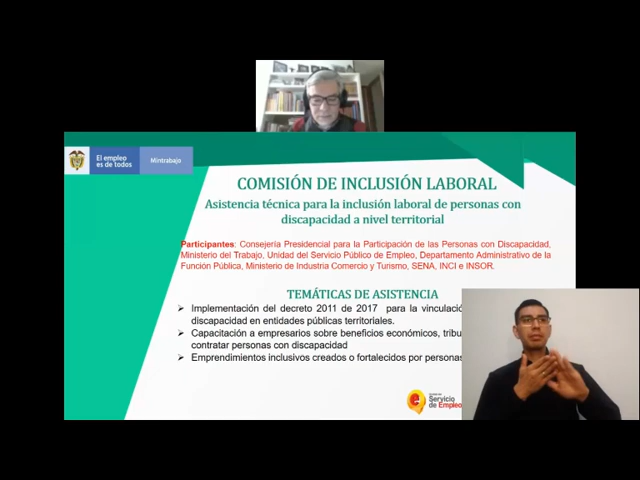 El empleo
es de todos
Mintrabajo
COMISIÓN DE INCLUSIÓN LABORAL
Asistencia técnica para la inclusión laboral de personas con
discapacidad a nivel territorial
Participantes: Consejería Presidencial para la Participación de las Personas con Discapacidad,
Ministerio del Trabajo, Unidad del Servicio Público de Empleo, Departamento Administrativo de la
Función Pública, Ministerio de Industria Comercio y Turismo, SENA, INCI e INSOR.
TEMÁTICAS DE ASISTENCIA
➢ Implementación del decreto 2011 de 2017 para la vinculació
discapacidad en entidades públicas territoriales.
➢ Capacitación a empresarios sobre beneficios económicos, tribu
contratar personas con discapacidad
➢ Emprendimientos inclusivos creados o fortalecidos por personas
Servicio
de Empleo